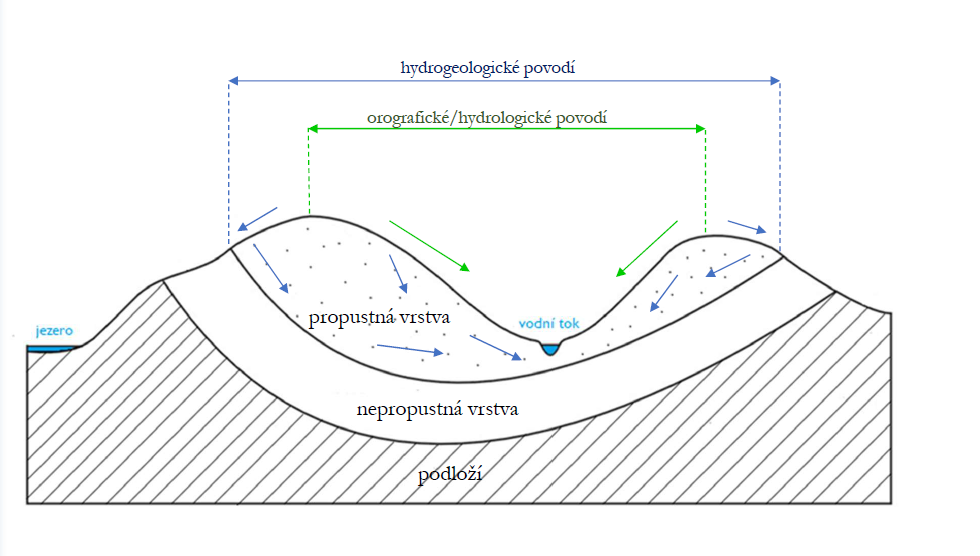 hydrogeologické povodí
orografické/hydrologické povodí
propustná vrstva
vodní tok
jezero
nepropustná vrstva
podloží